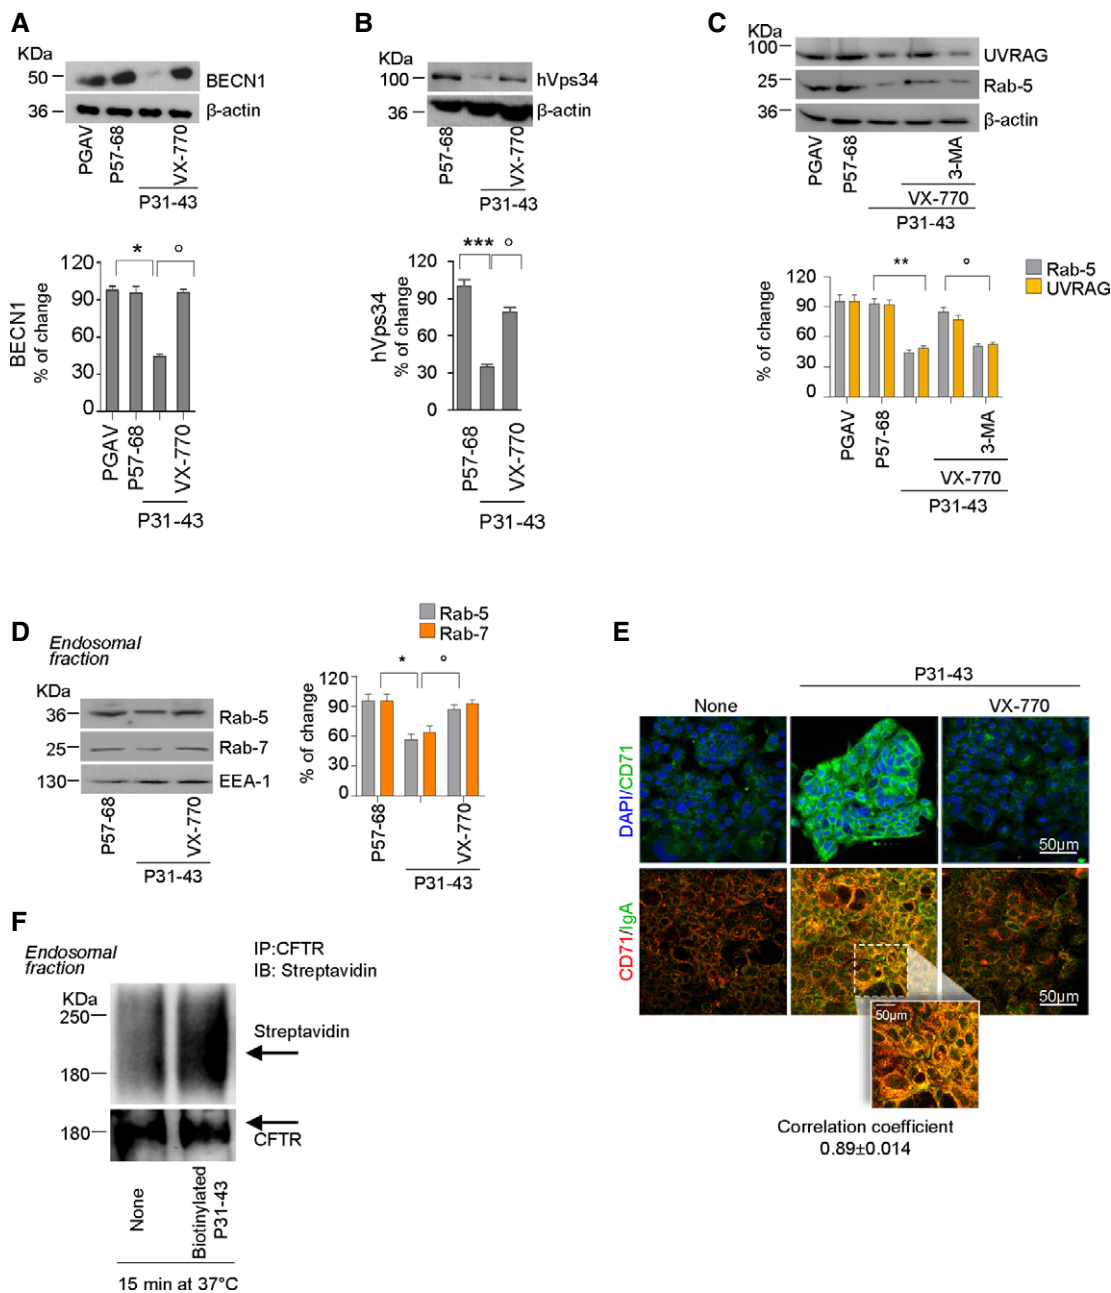 A
KDa
50
BECN1
36
β-actin
PGAV
P57-68
VX-770
P31-43
120
90
60
30
0
BECN1
% of change
*
°
PGAV
P57-68
VX-770
P31-43
B
KDa
100
hVps34
36
β-actin
P57-68
VX-770
P31-43
120
90
60
30
0
hVps34
% of change
***
°
P57-68
VX-770
P31-43
C
KDa
100
UVRAG
25
Rab-5
36
β-actin
PGAV
P57-68
3-MA
VX-770
P31-43
Rab-5
UVRAG
120
90
60
30
0
% of change
**
°
PGAV
P57-68
3-MA
VX-770
P31-43
D
Endosomal
fraction
KDa
36
Rab-5
25
Rab-7
130
EEA-1
P57-68
VX-770
P31-43
Rab-5
Rab-7
120
90
60
30
0
% of change
*
°
P57-68
VX-770
P31-43
E
P31-43
None
VX-770
DAPI/CD71
50µm
CD71/IgA
50µm
50µm
Correlation coefficient
0.89±0.014
F
Endosomal
fraction
IP:CFTR
IB: Streptavidin
KDa
250
Streptavidin
180
180
CFTR
None
Biotinylated
P31-43
15 min at 37°C